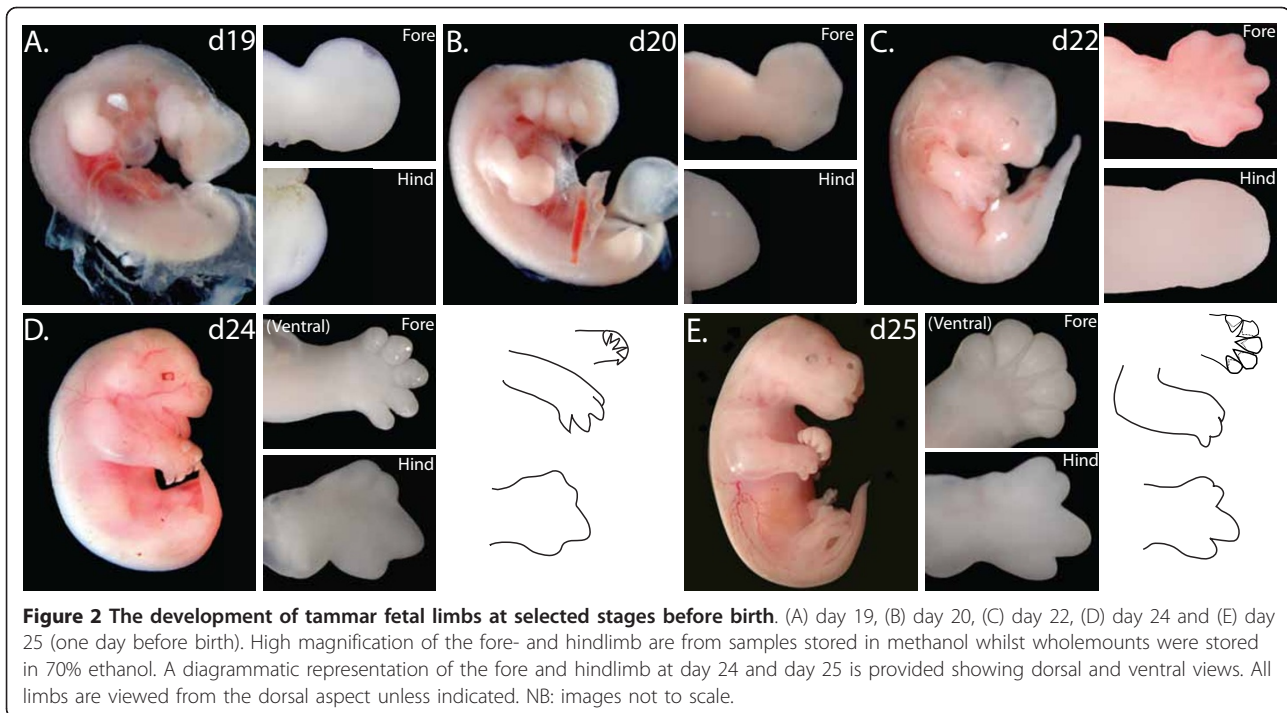 A. d19 Fore
Hind
B. d20 Fore
Hind
C. d22 Fore
Hind
D. d24 (Ventral) Fore
Hind
E. d25 (Ventral) Fore
Hind
Figure 2 The development of tammar fetal limbs at selected stages before birth. (A) day 19, (B) day 20, (C) day 22, (D) day 24 and (E) day
25 (one day before birth). High magnification of the fore- and hindlimb are from samples stored in methanol whilst wholemounts were stored
in 70% ethanol. A diagrammatic representation of the fore and hindlimb at day 24 and day 25 is provided showing dorsal and ventral views. All
limbs are viewed from the dorsal aspect unless indicated. NB: images not to scale.